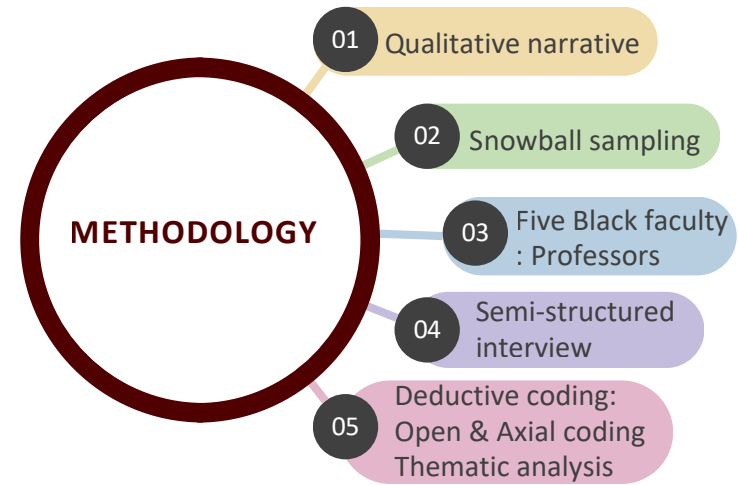 METHODOLOGY
01
Qualitative narrative
02
Snowball sampling
03
Five Black faculty
: Professors
04
Semi-structured
interview
05
Deductive coding:
Open & Axial coding
Thematic analysis